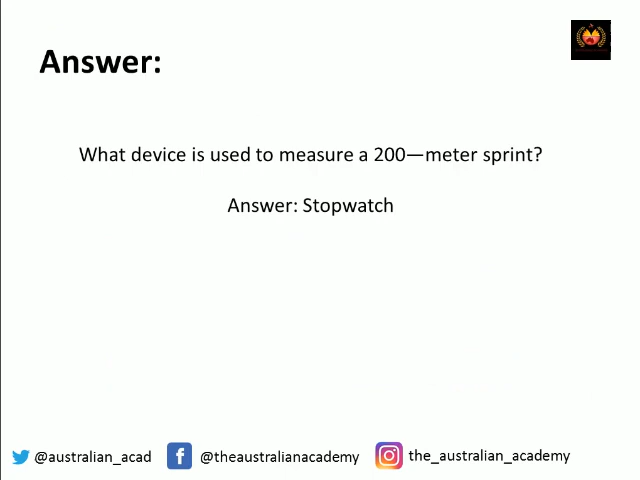 Answer:
What device is used to measure a 200—meter sprint?
Answer: Stopwatch
@australian_acad @theaustralianacademy the_australian_academy